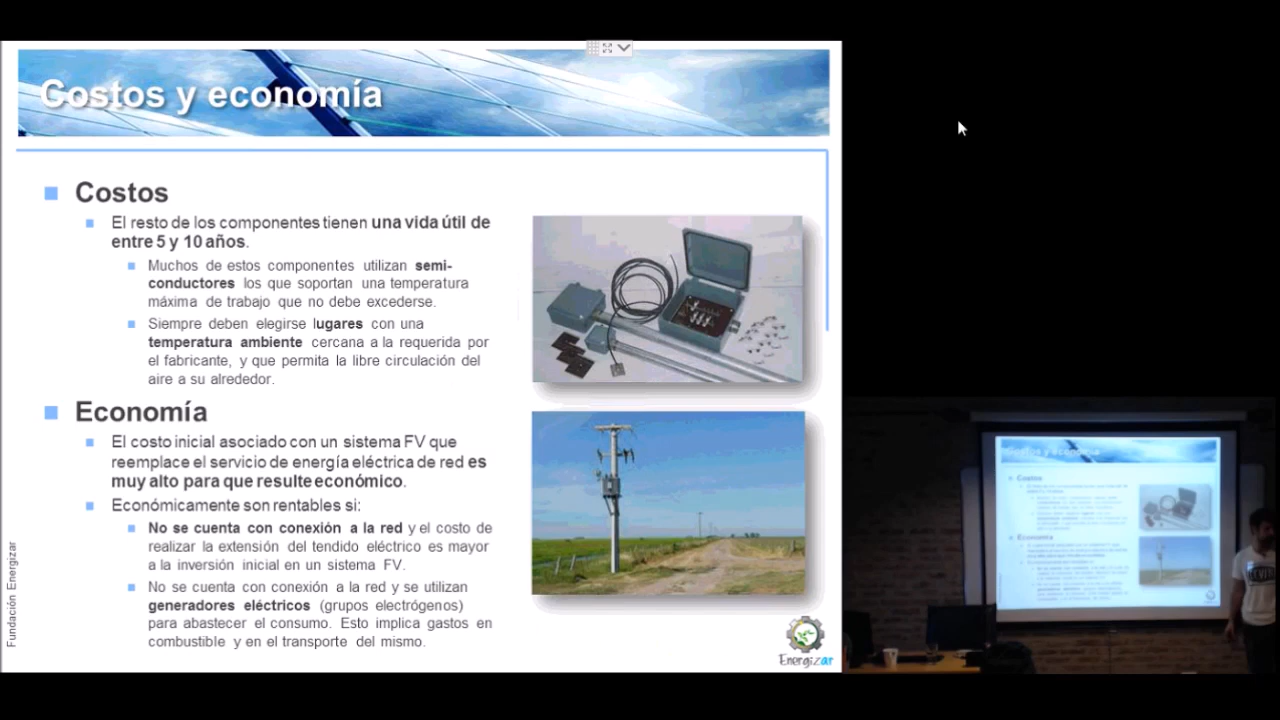 Costos y economía
Costos
El resto de los componentes tienen una vida útil de
entre 5 y 10 años.
Muchos de estos componentes utilizan semi-
conductores los que soportan una temperatura
máxima de trabajo que no debe excederse.
Siempre deben elegirse lugares con una
temperatura ambiente cercana a la requerida por
el fabricante, y que permita la libre circulación del
aire a su alrededor.
Economía
El costo inicial asociado con un sistema FV que
reemplace el servicio de energía eléctrica de red es
muy alto para que resulte económico.
Económicamente son rentables si:
No se cuenta con conexión a la red y el costo de
realizar la extensión del tendido eléctrico es mayor
a la inversión inicial en un sistema FV.
No se cuenta con conexión a la red y se utilizan
generadores eléctricos (grupos electrógenos)
para abastecer el consumo. Esto implica gastos en
combustible y en el transporte del mismo.
Fundación Energizar
Energizar
Costos y economía
Costos
Economía